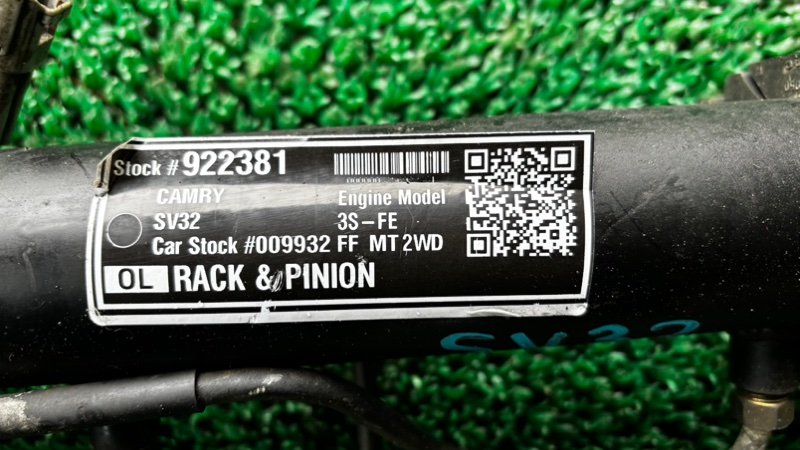 Stock # 922381
CAMRY Engine Model
SV32 3S-FE
Car Stock #009932 FF MT 2WD
OL RACK & PINION
SV32